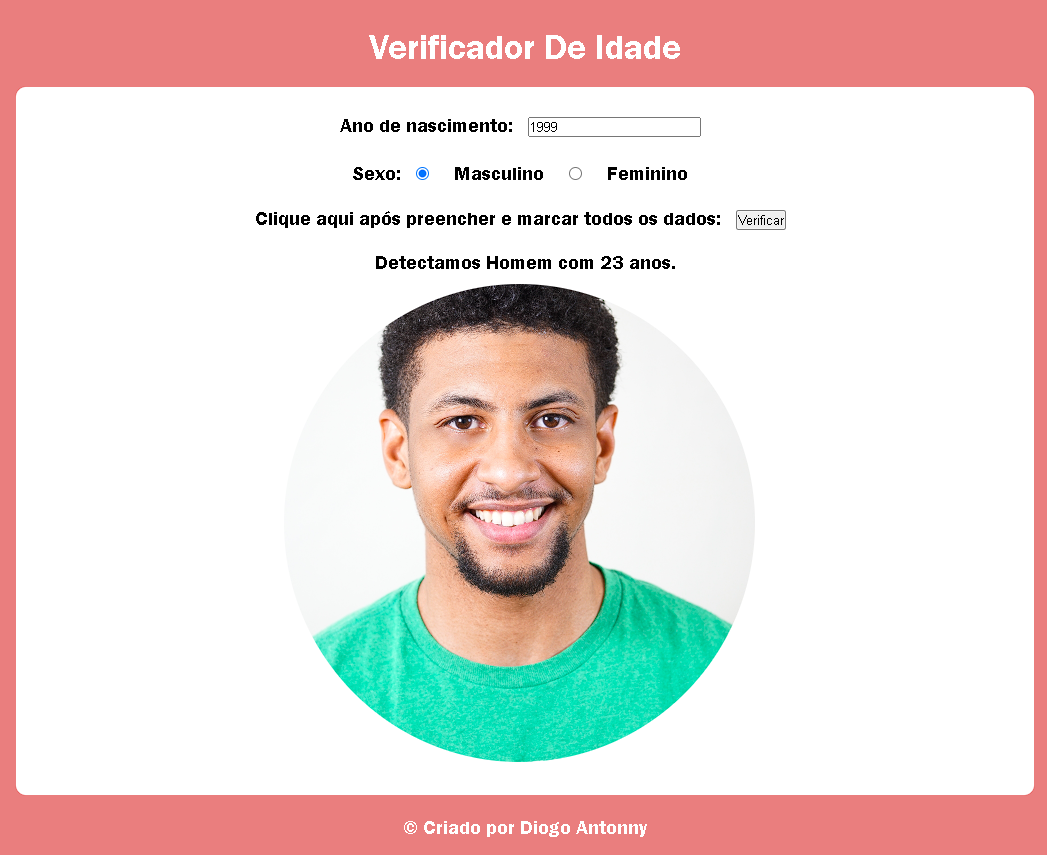 Verificador De Idade
Ano de nascimento: 1999
Sexo: Masculino Feminino
Clique aqui após preencher e marcar todos os dados: Verificar
Detectamos Homem com 23 anos.
© Criado por Diogo Antonny